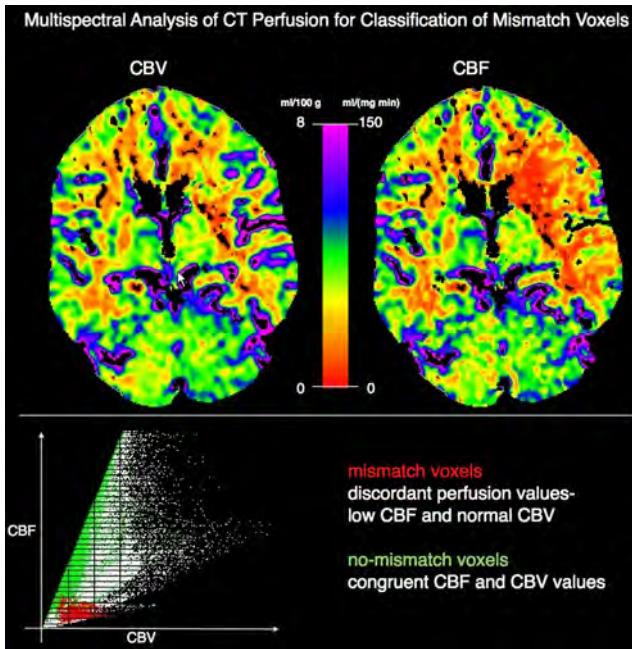 Multispectral Analysis of CT Perfusion for Classification of Mismatch Voxels
CBV
CBF
ml/100 g
ml/(mg min)
8
150
0
0
mismatch voxels
discordant perfusion values-
low CBF and normal CBV
no-mismatch voxels
congruent CBF and CBV values
CBF
CBV